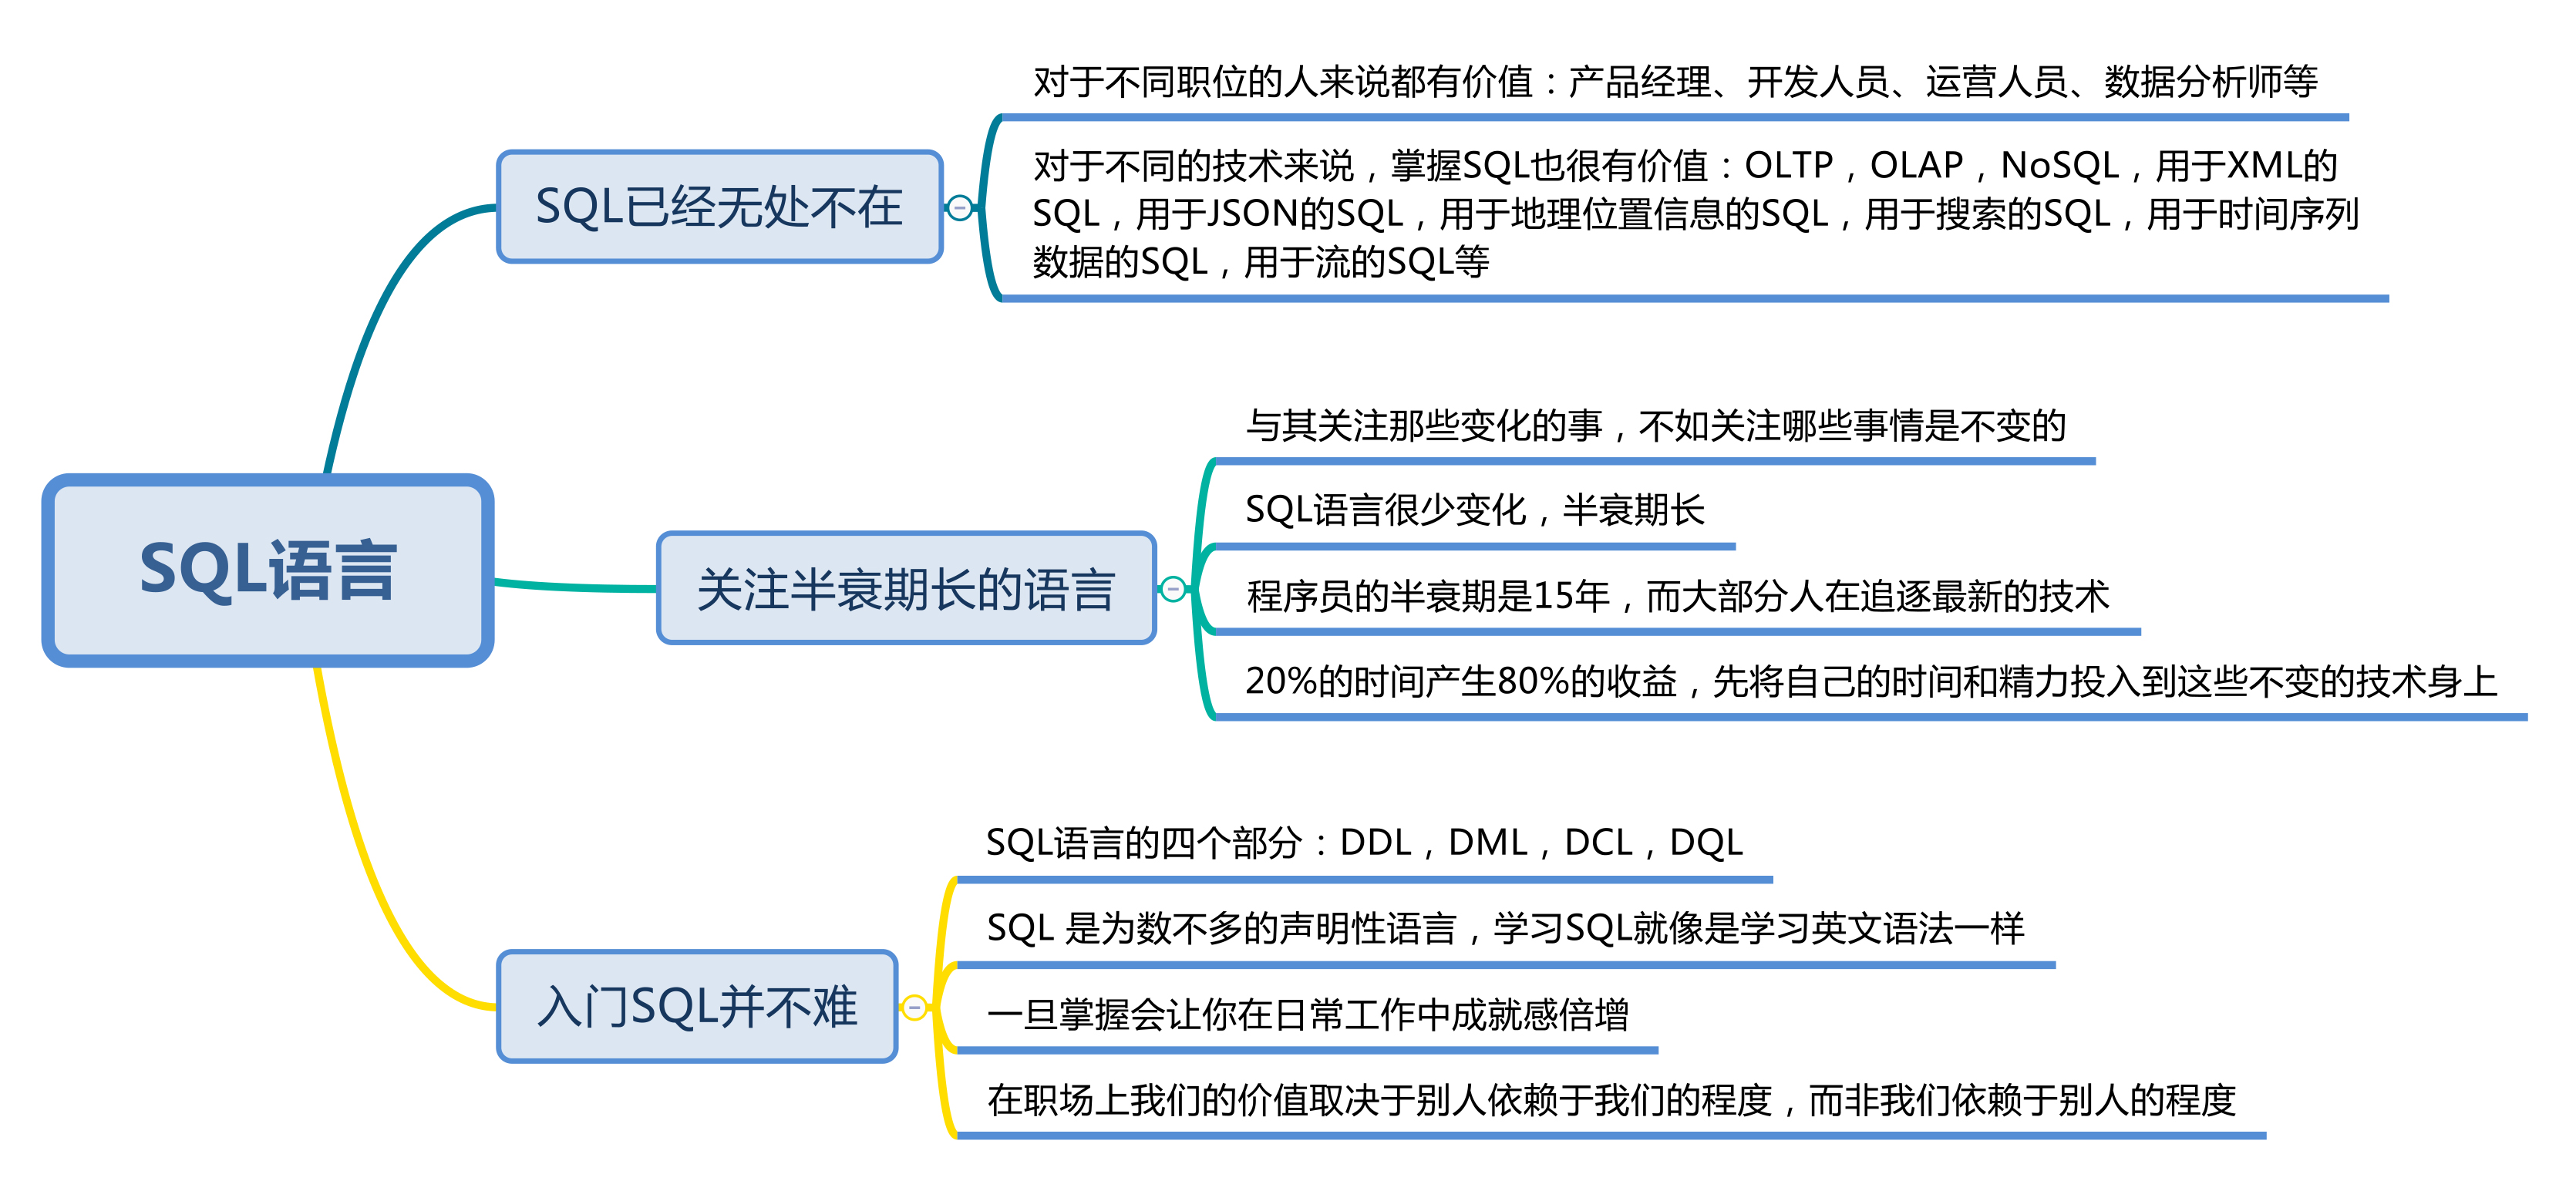 SQL语言
SQL已经无处不在
对于不同职位的人来说都有价值：产品经理、开发人员、运营人员、数据分析师等
对于不同的技术来说，掌握SQL也很有价值：OLTP，OLAP，NoSQL，用于XML的
SQL，用于JSON的SQL，用于地理位置信息的SQL，用于搜索的SQL，用于时间序列
数据的SQL，用于流的SQL等
关注半衰期长的语言
与其关注那些变化的事，不如关注哪些事情是不变的
SQL语言很少变化，半衰期长
程序员的半衰期是15年，而大部分人在追逐最新的技术
20%的时间产生80%的收益，先将自己的时间和精力投入到这些不变的技术身上
入门SQL并不难
SQL语言的四个部分：DDL，DML，DCL，DQL
SQL 是为数不多的声明性语言，学习SQL就像是学习英文语法一样
一旦掌握会让你在日常工作中成就感倍增
在职场上我们的价值取决于别人依赖于我们的程度，而非我们依赖于别人的程度